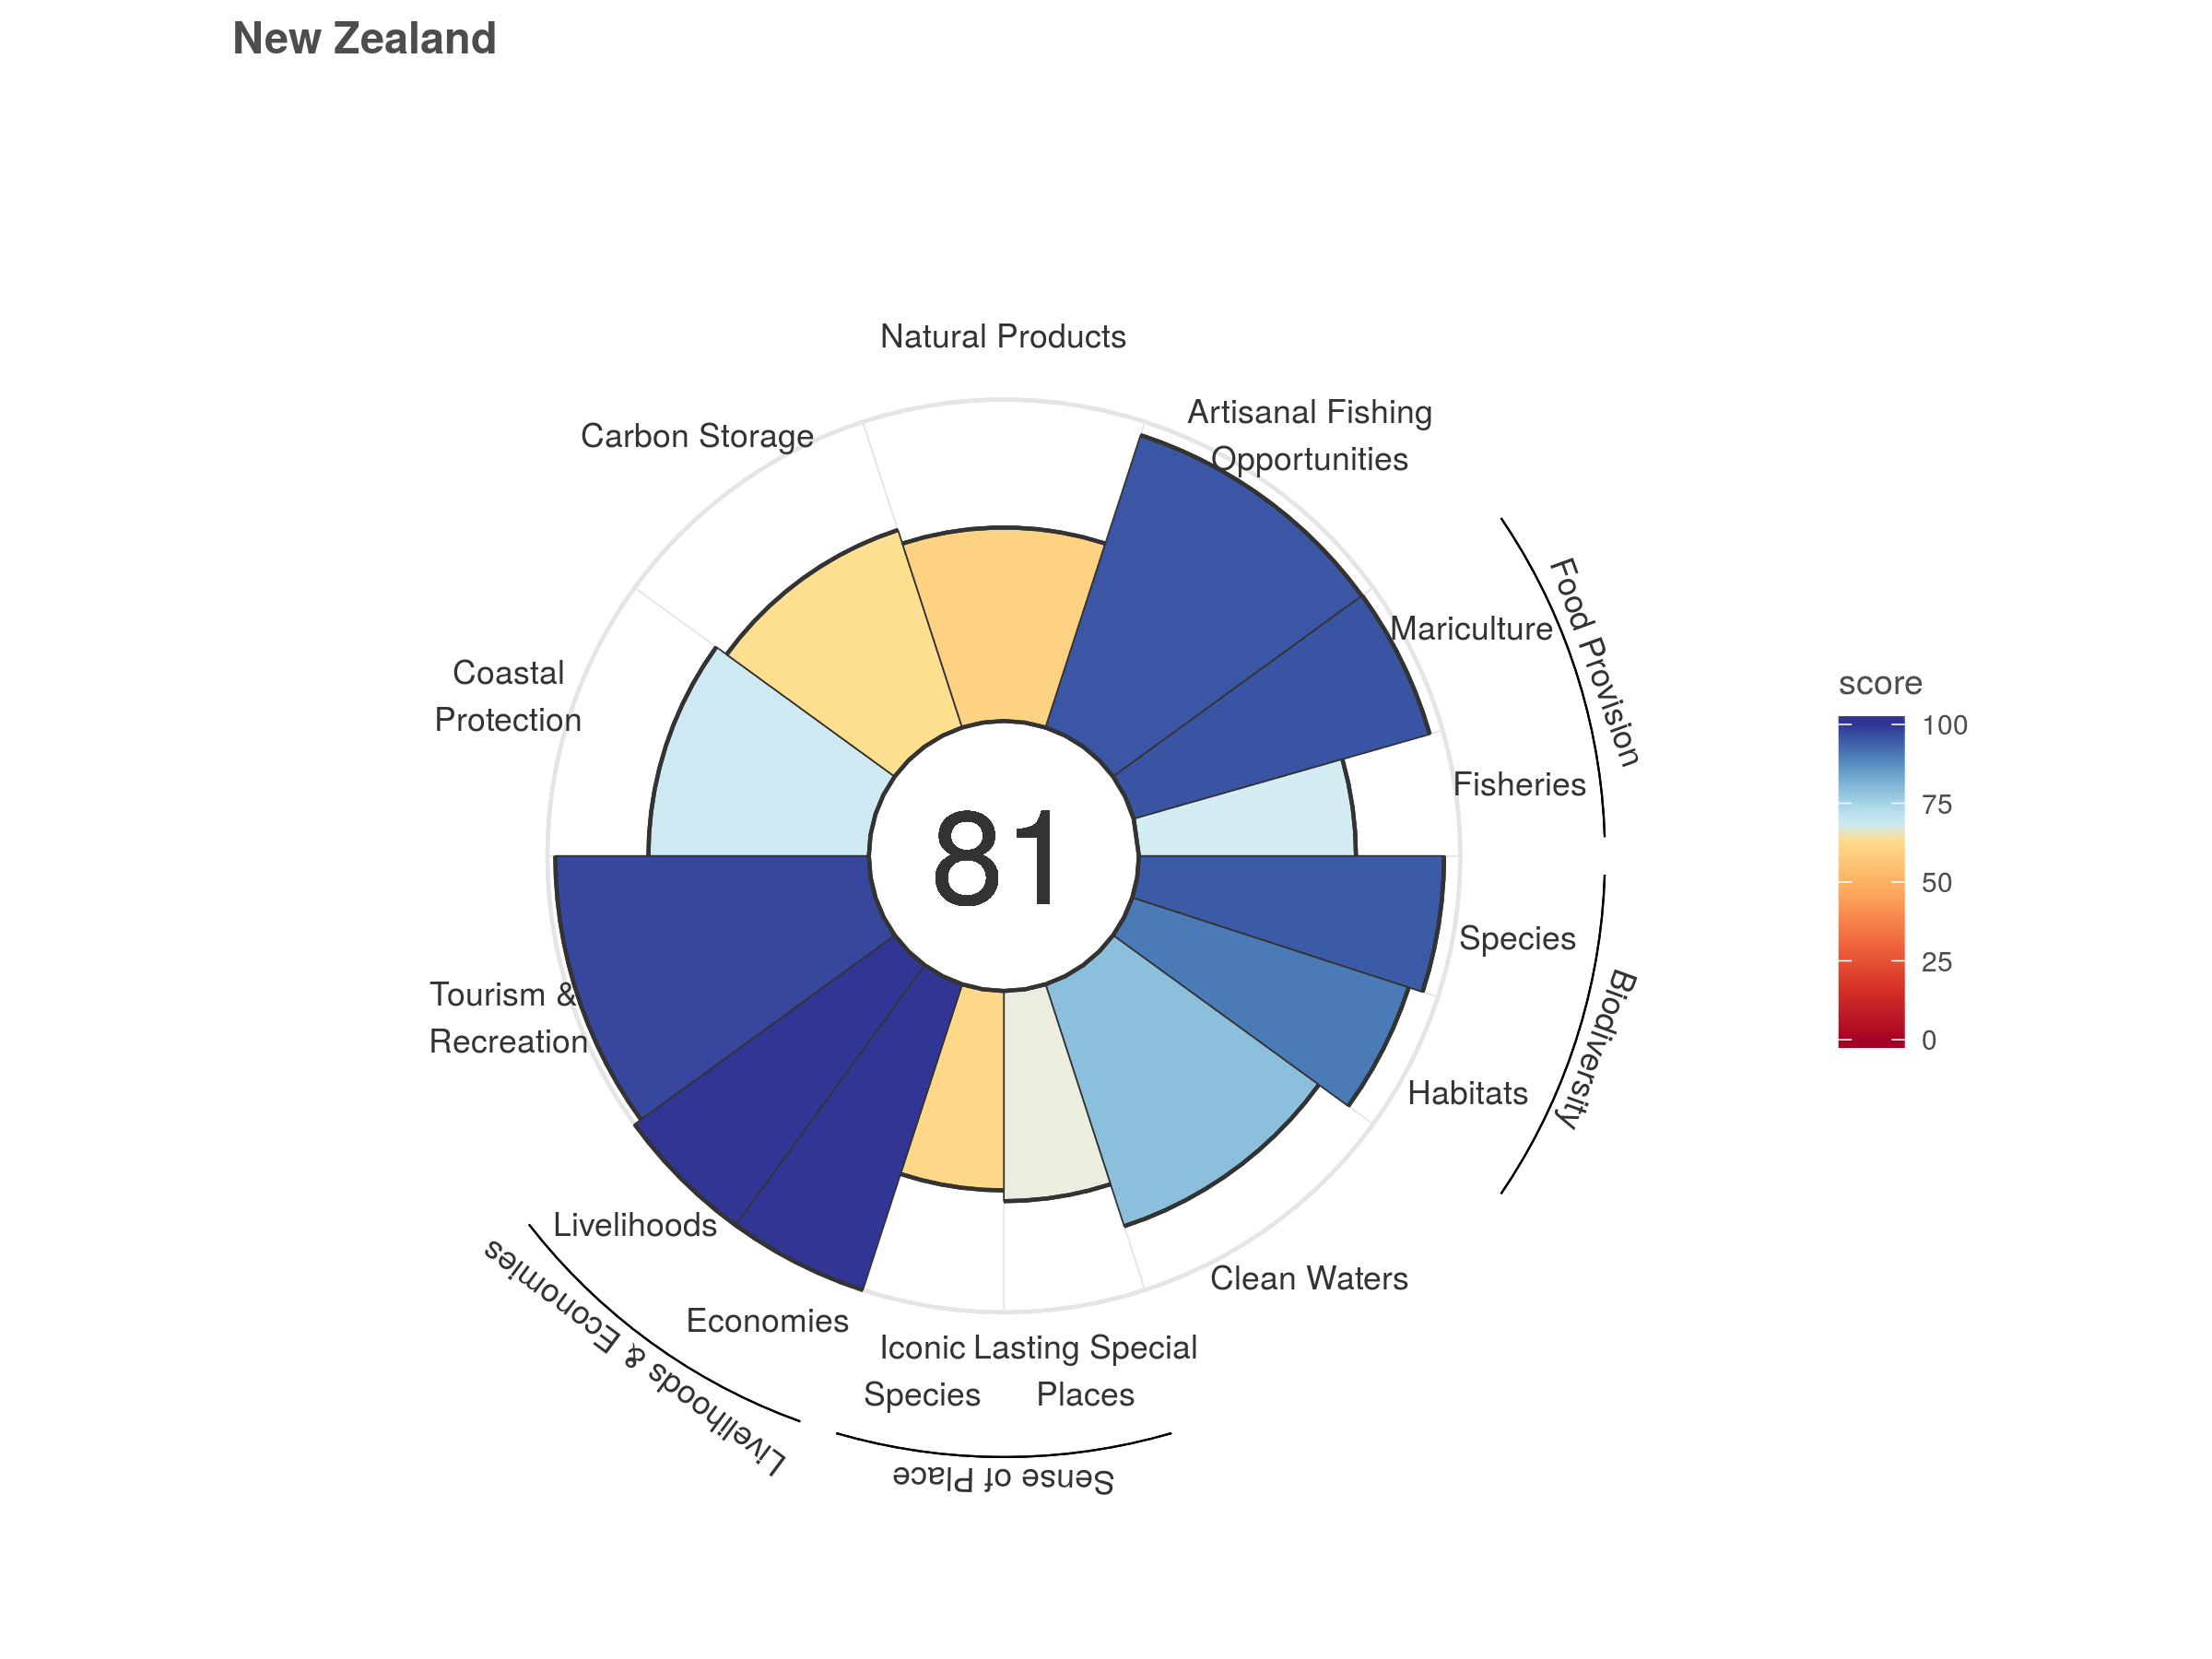 New Zealand
Natural Products
Artisanal Fishing
Opportunities
Carbon Storage
Mariculture
Food Provision
Coastal
Protection
Fisheries
81
Species
Biodiversity
Tourism &
Recreation
Habitats
Livelihoods
Clean Waters
Economies
Livelihoods & Economies
Iconic
Species
Lasting Special
Places
Sense of Place
score
100
75
50
25
0